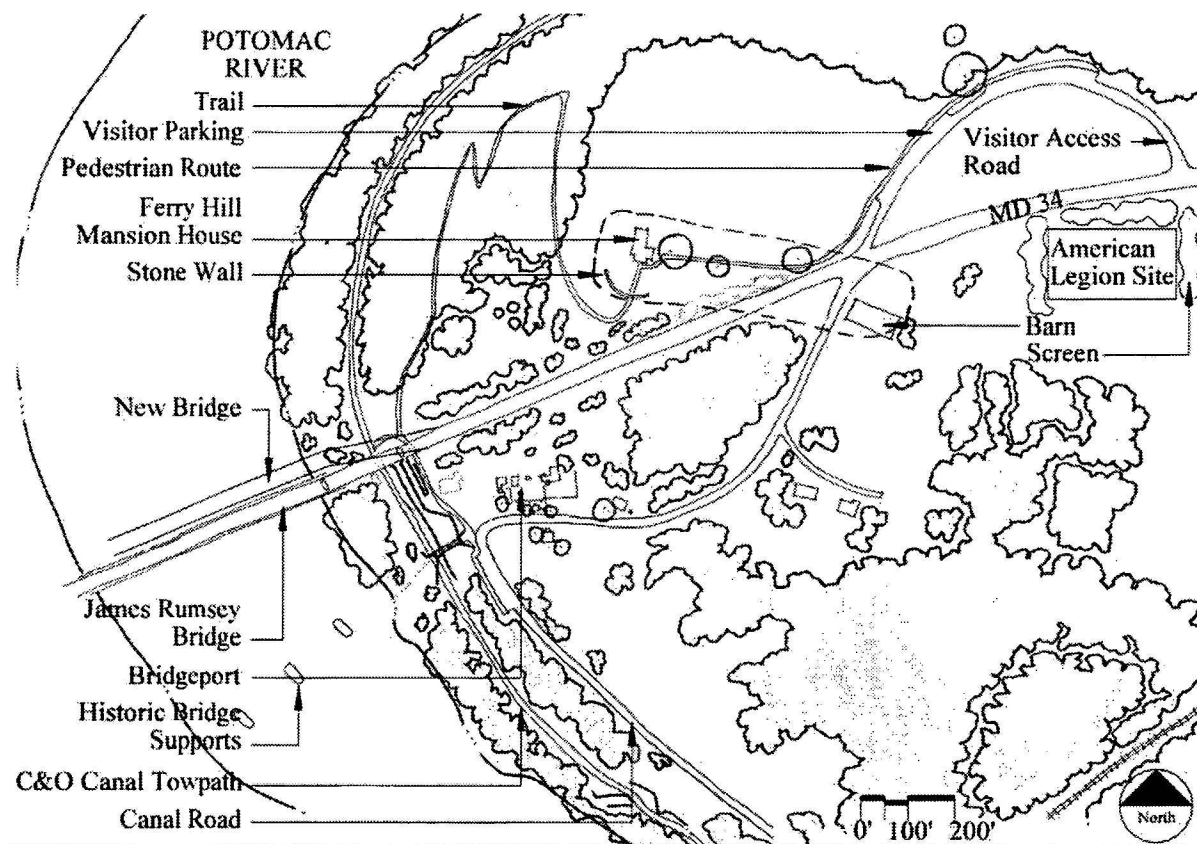 POTOMAC
RIVER
Trail
Visitor Parking
Pedestrian Route
Ferry Hill
Mansion House
Stone Wall
New Bridge
James Rumsey
Bridge
Bridgeport
Historic Bridge
Supports
C&O Canal Towpath
Canal Road
Visitor Access
Road
MD 34
American
Legion Site
Barn
Screen
0' 100' 200'
North